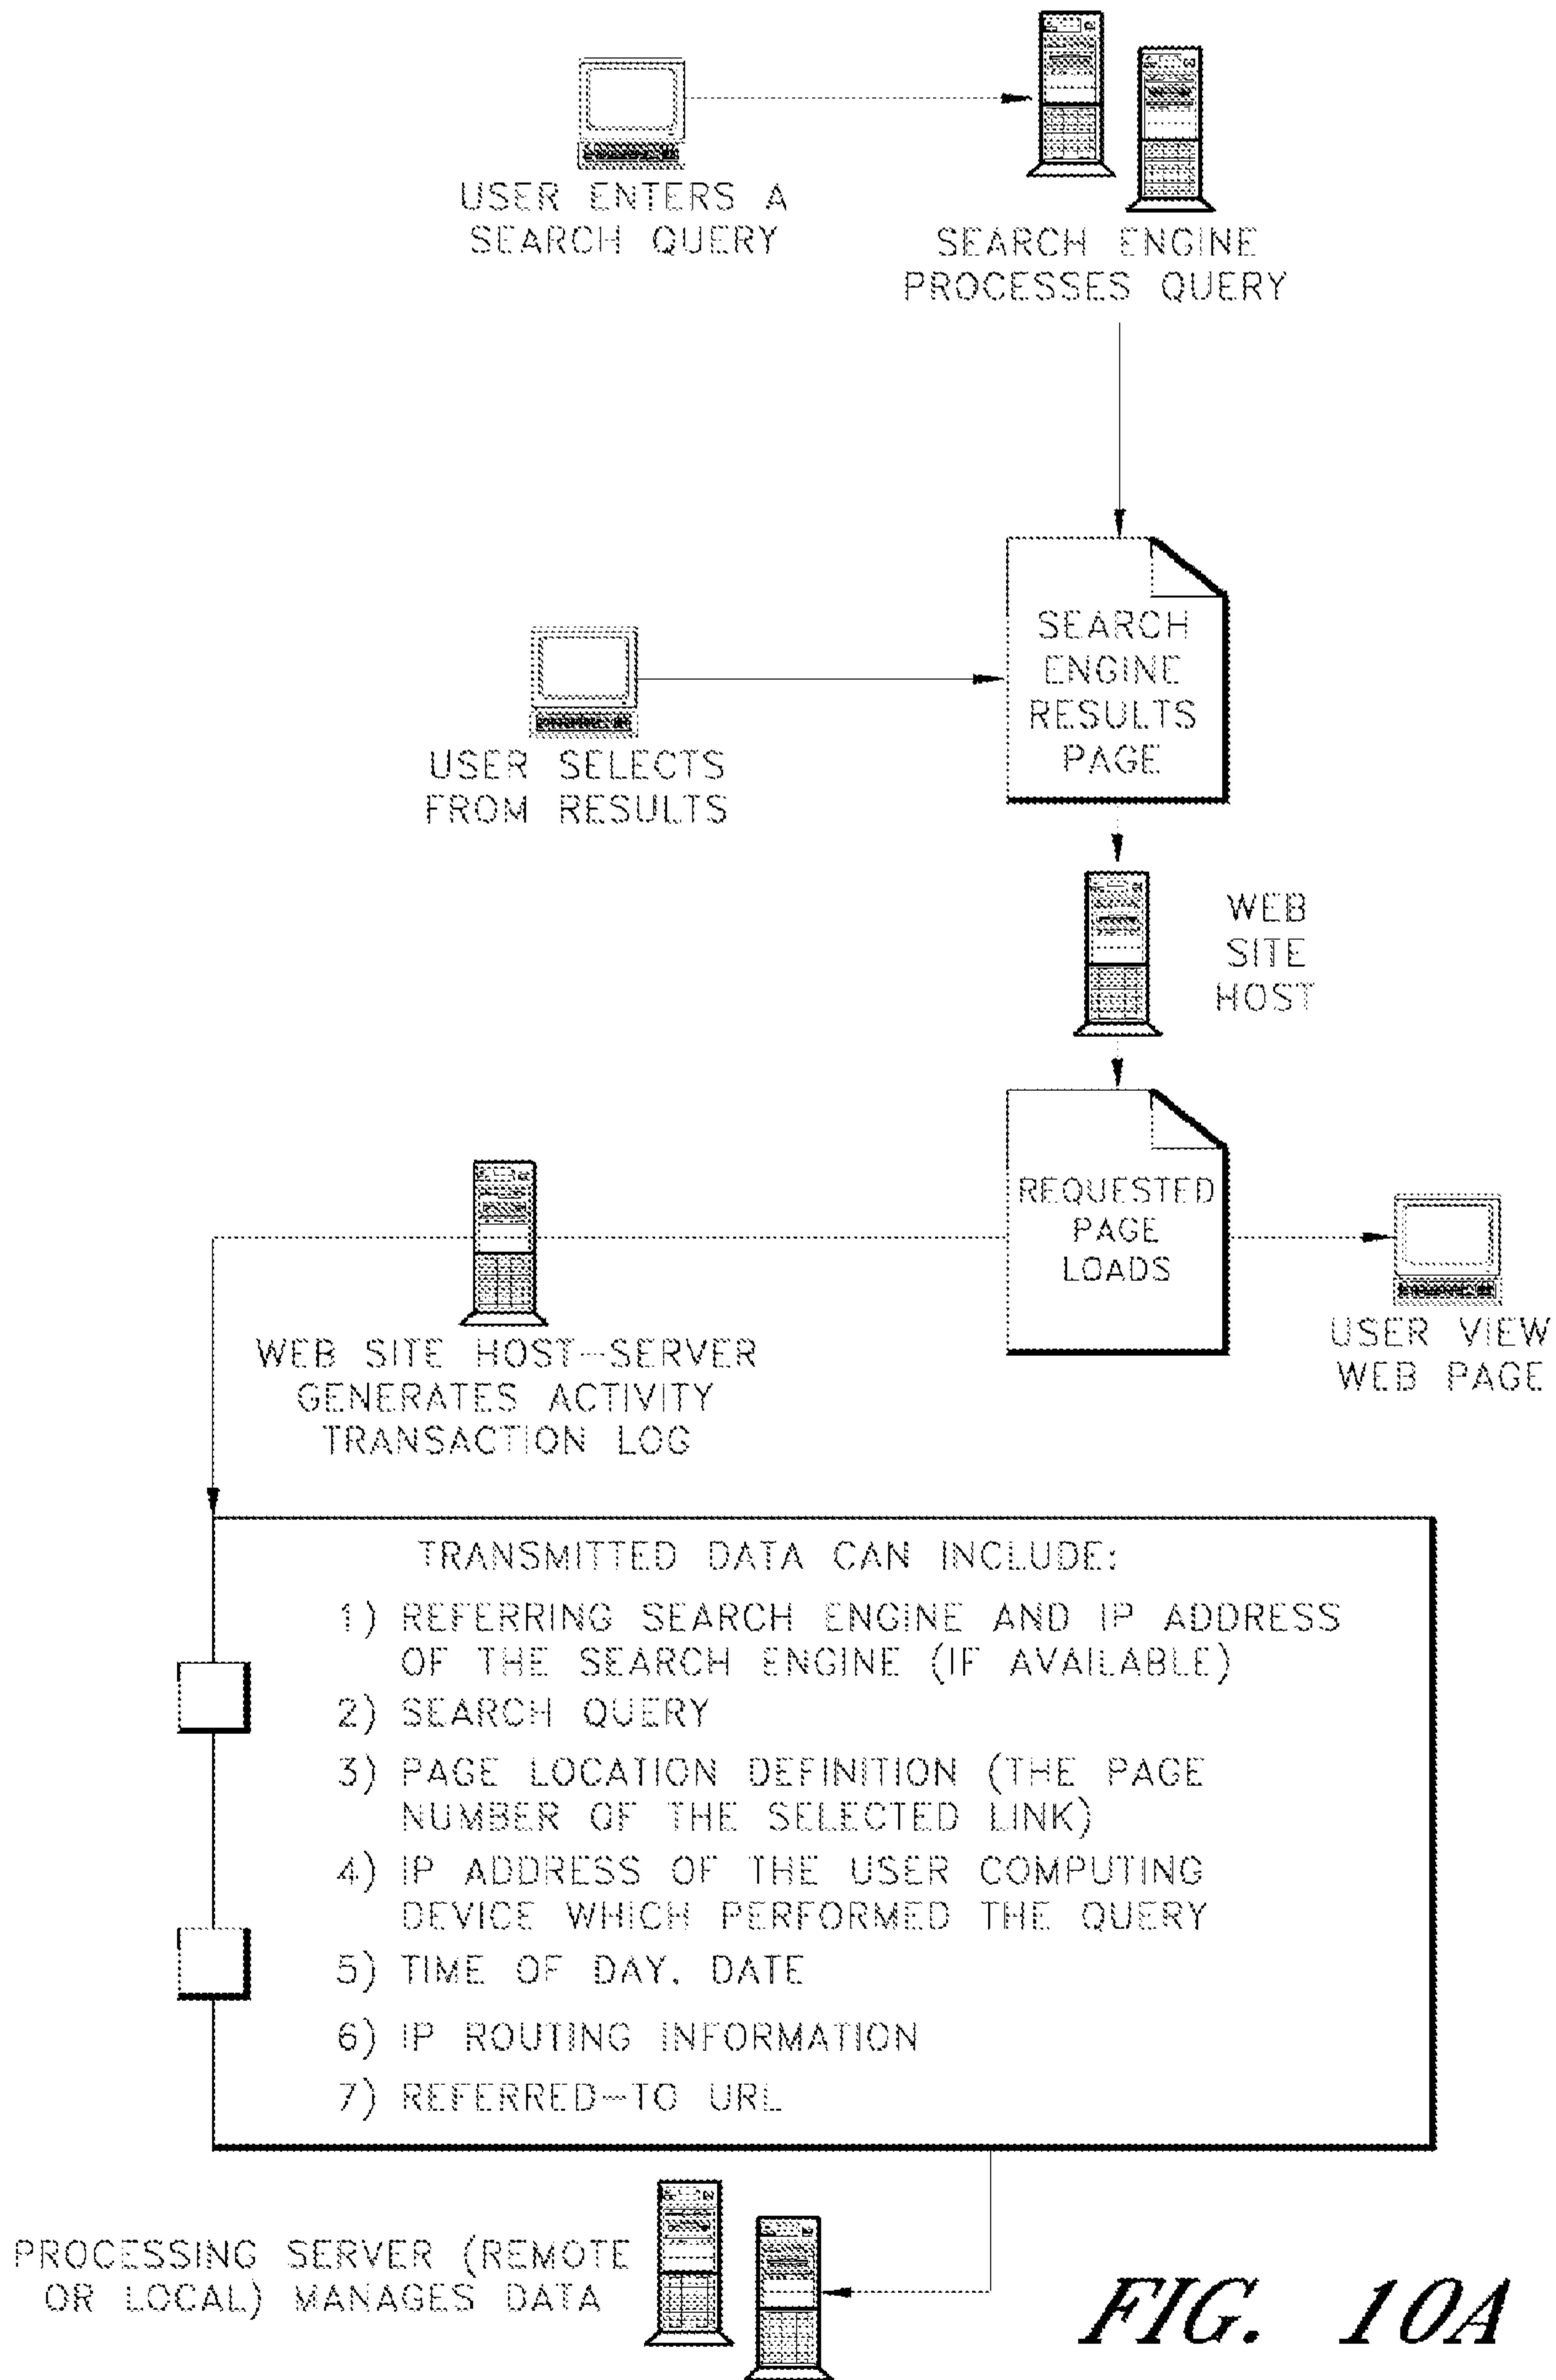 USER ENTERS A
SEARCH QUERY
SEARCH ENGINE
PROCESSES QUERY
SEARCH
ENGINE
RESULTS
PAGE
USER SELECTS
FROM RESULTS
WEB
SITE
HOST
REQUESTED
PAGE
LOADS
USER VIEW
WEB PAGE
WEB SITE HOST-SERVER
GENERATES ACTIVITY
TRANSACTION LOG
TRANSMITTED DATA CAN INCLUDE:
1) REFERRING SEARCH ENGINE AND IP ADDRESS
OF THE SEARCH ENGINE (IF AVAILABLE)
2) SEARCH QUERY
3) PAGE LOCATION DEFINITION (THE PAGE
NUMBER OF THE SELECTED LINK)
4) IP ADDRESS OF THE USER COMPUTING
DEVICE WHICH PERFORMED THE QUERY
5) TIME OF DAY, DATE
6) IP ROUTING INFORMATION
7) REFERRED-TO URL
PROCESSING SERVER (REMOTE
OR LOCAL) MANAGES DATA
FIG. 10A